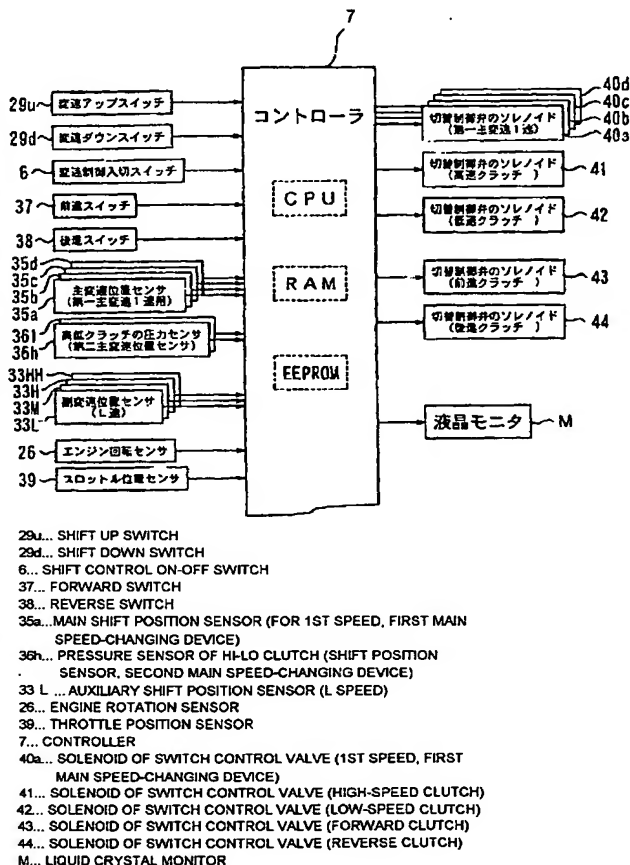 7
29u 変速アップスイッチ
29d 変速ダウンスイッチ
6 変速制御入切スイッチ
37 前進スイッチ
38 後進スイッチ
35d
35c
35b
35a
主変速位置センサ
(第一主変速1速用)
36l
36h
高低クラッチの圧力センサ
(第二主変速位置センサ)
33HH
33H
33M
33L
副変速位置センサ
(L速)
26 エンジン回転センサ
39 スロットル位置センサ
コントローラ
CPU
RAM
EEPROM
40d
40c
40b
40a
切替制御弁のソレノイド
(第一主変速1速)
切替制御弁のソレノイド
(高速クラッチ )
41
切替制御弁のソレノイド
(低速クラッチ )
42
切替制御弁のソレノイド
(前進クラッチ )
43
切替制御弁のソレノイド
(後進クラッチ )
44
液晶モニタ M
29u... SHIFT UP SWITCH
29d... SHIFT DOWN SWITCH
6... SHIFT CONTROL ON-OFF SWITCH
37... FORWARD SWITCH
38... REVERSE SWITCH
35a...MAIN SHIFT POSITION SENSOR (FOR 1ST SPEED, FIRST MAIN
SPEED-CHANGING DEVICE)
36h... PRESSURE SENSOR OF HI-LO CLUTCH (SHIFT POSITION
SENSOR, SECOND MAIN SPEED-CHANGING DEVICE)
33 L ...AUXILIARY SHIFT POSITION SENSOR (L SPEED)
26... ENGINE ROTATION SENSOR
39... THROTTLE POSITION SENSOR
7... CONTROLLER
40a... SOLENOID OF SWITCH CONTROL VALVE (1ST SPEED, FIRST
MAIN SPEED-CHANGING DEVICE)
41... SOLENOID OF SWITCH CONTROL VALVE (HIGH-SPEED CLUTCH)
42... SOLENOID OF SWITCH CONTROL VALVE (LOW-SPEED CLUTCH)
43... SOLENOID OF SWITCH CONTROL VALVE (FORWARD CLUTCH)
44... SOLENOID OF SWITCH CONTROL VALVE (REVERSE CLUTCH)
M... LIQUID CRYSTAL MONITOR